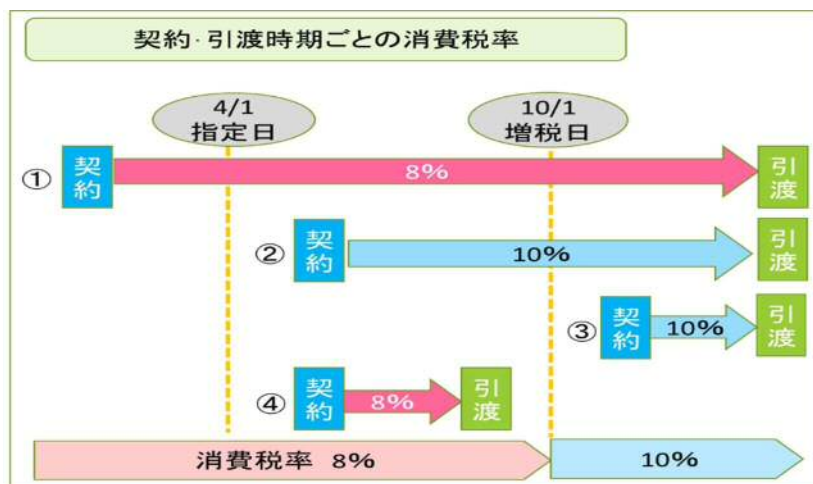 契約・引渡時期ごとの消費税率
4/1
指定日
10/1
増税日
①
契約
8%
引渡
②
契約
10%
引渡
③
契約
10%
引渡
④
契約
8%
引渡
消費税率 8%
10%